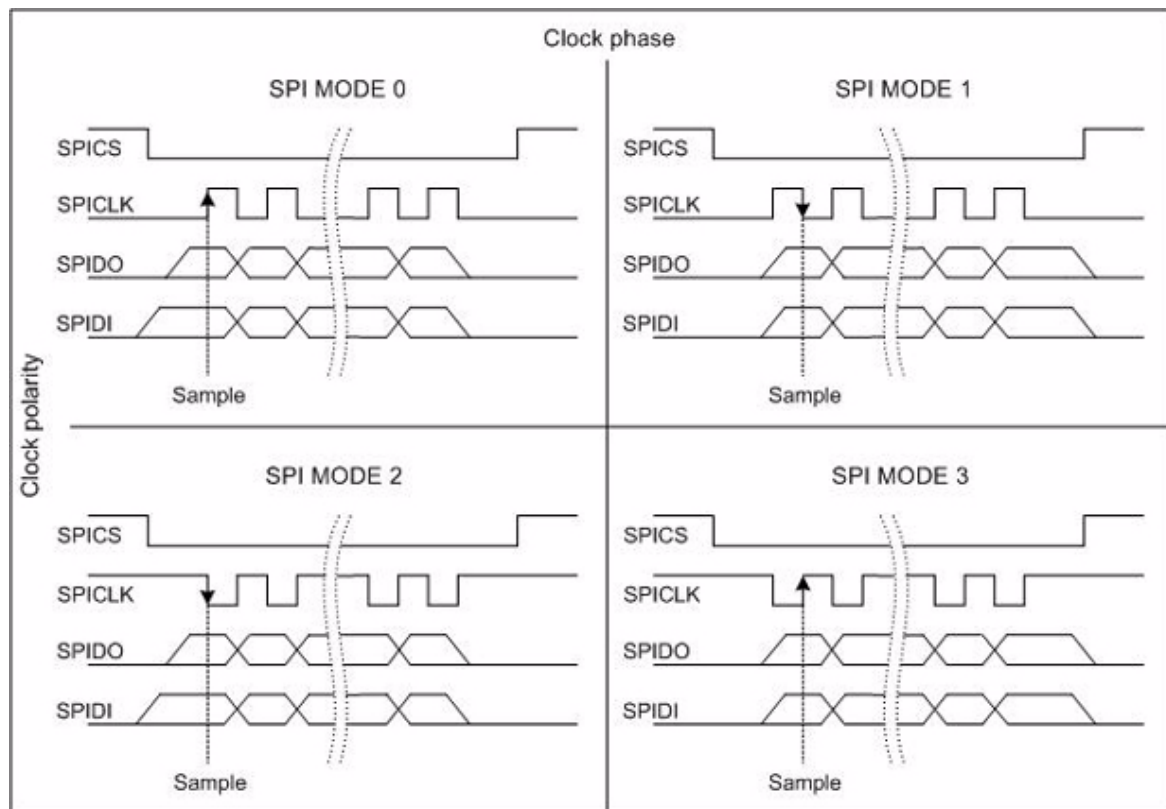 Clock phase
SPI MODE 0
SPICS
SPICLK
SPIDO
SPIDI
Sample
SPI MODE 1
SPICS
SPICLK
SPIDO
SPIDI
Sample
Clock polarity
SPI MODE 2
SPICS
SPICLK
SPIDO
SPIDI
Sample
SPI MODE 3
SPICS
SPICLK
SPIDO
SPIDI
Sample